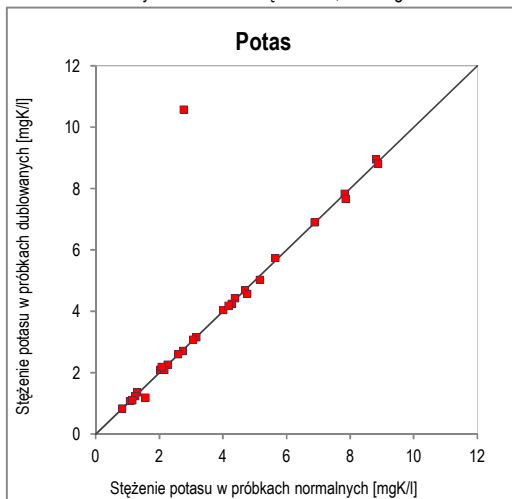 Potas
Stężenie potasu w próbkach dublowanych [mgK/l]
12
10
8
6
4
2
0
0 2 4 6 8 10 12
Stężenie potasu w próbkach normalnych [mgK/l]